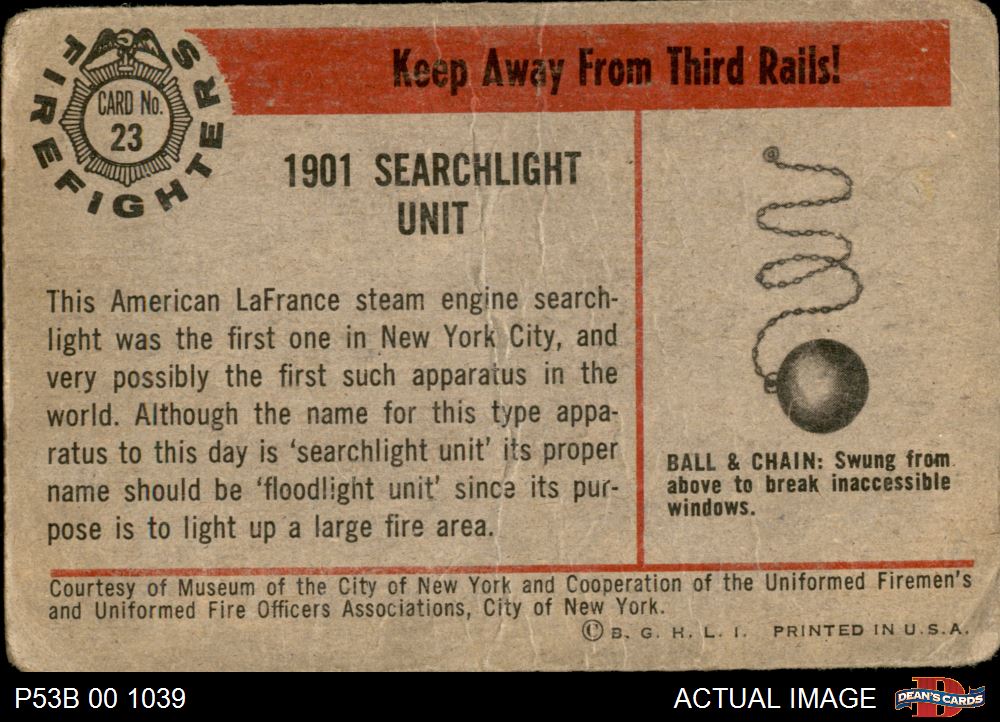 FIREFIGHTERS
CARD No.
23
Keep Away From Third Rails!
1901 SEARCHLIGHT
UNIT
This American LaFrance steam engine search-
light was the first one in New York City, and
very possibly the first such apparatus in the
world. Although the name for this type appa-
ratus to this day is ‘searchlight unit’ its proper
name should be ‘floodlight unit’ since its pur-
pose is to light up a large fire area.
BALL & CHAIN: Swung from
above to break inaccessible
windows.
Courtesy of Museum of the City of New York and Cooperation of the Uniformed Firemen's
and Uniformed Fire Officers Associations, City of New York.
© B. G. H. L. I. PRINTED IN U.S.A.
P53B 00 1039
ACTUAL IMAGE
DEAN'S CARDS